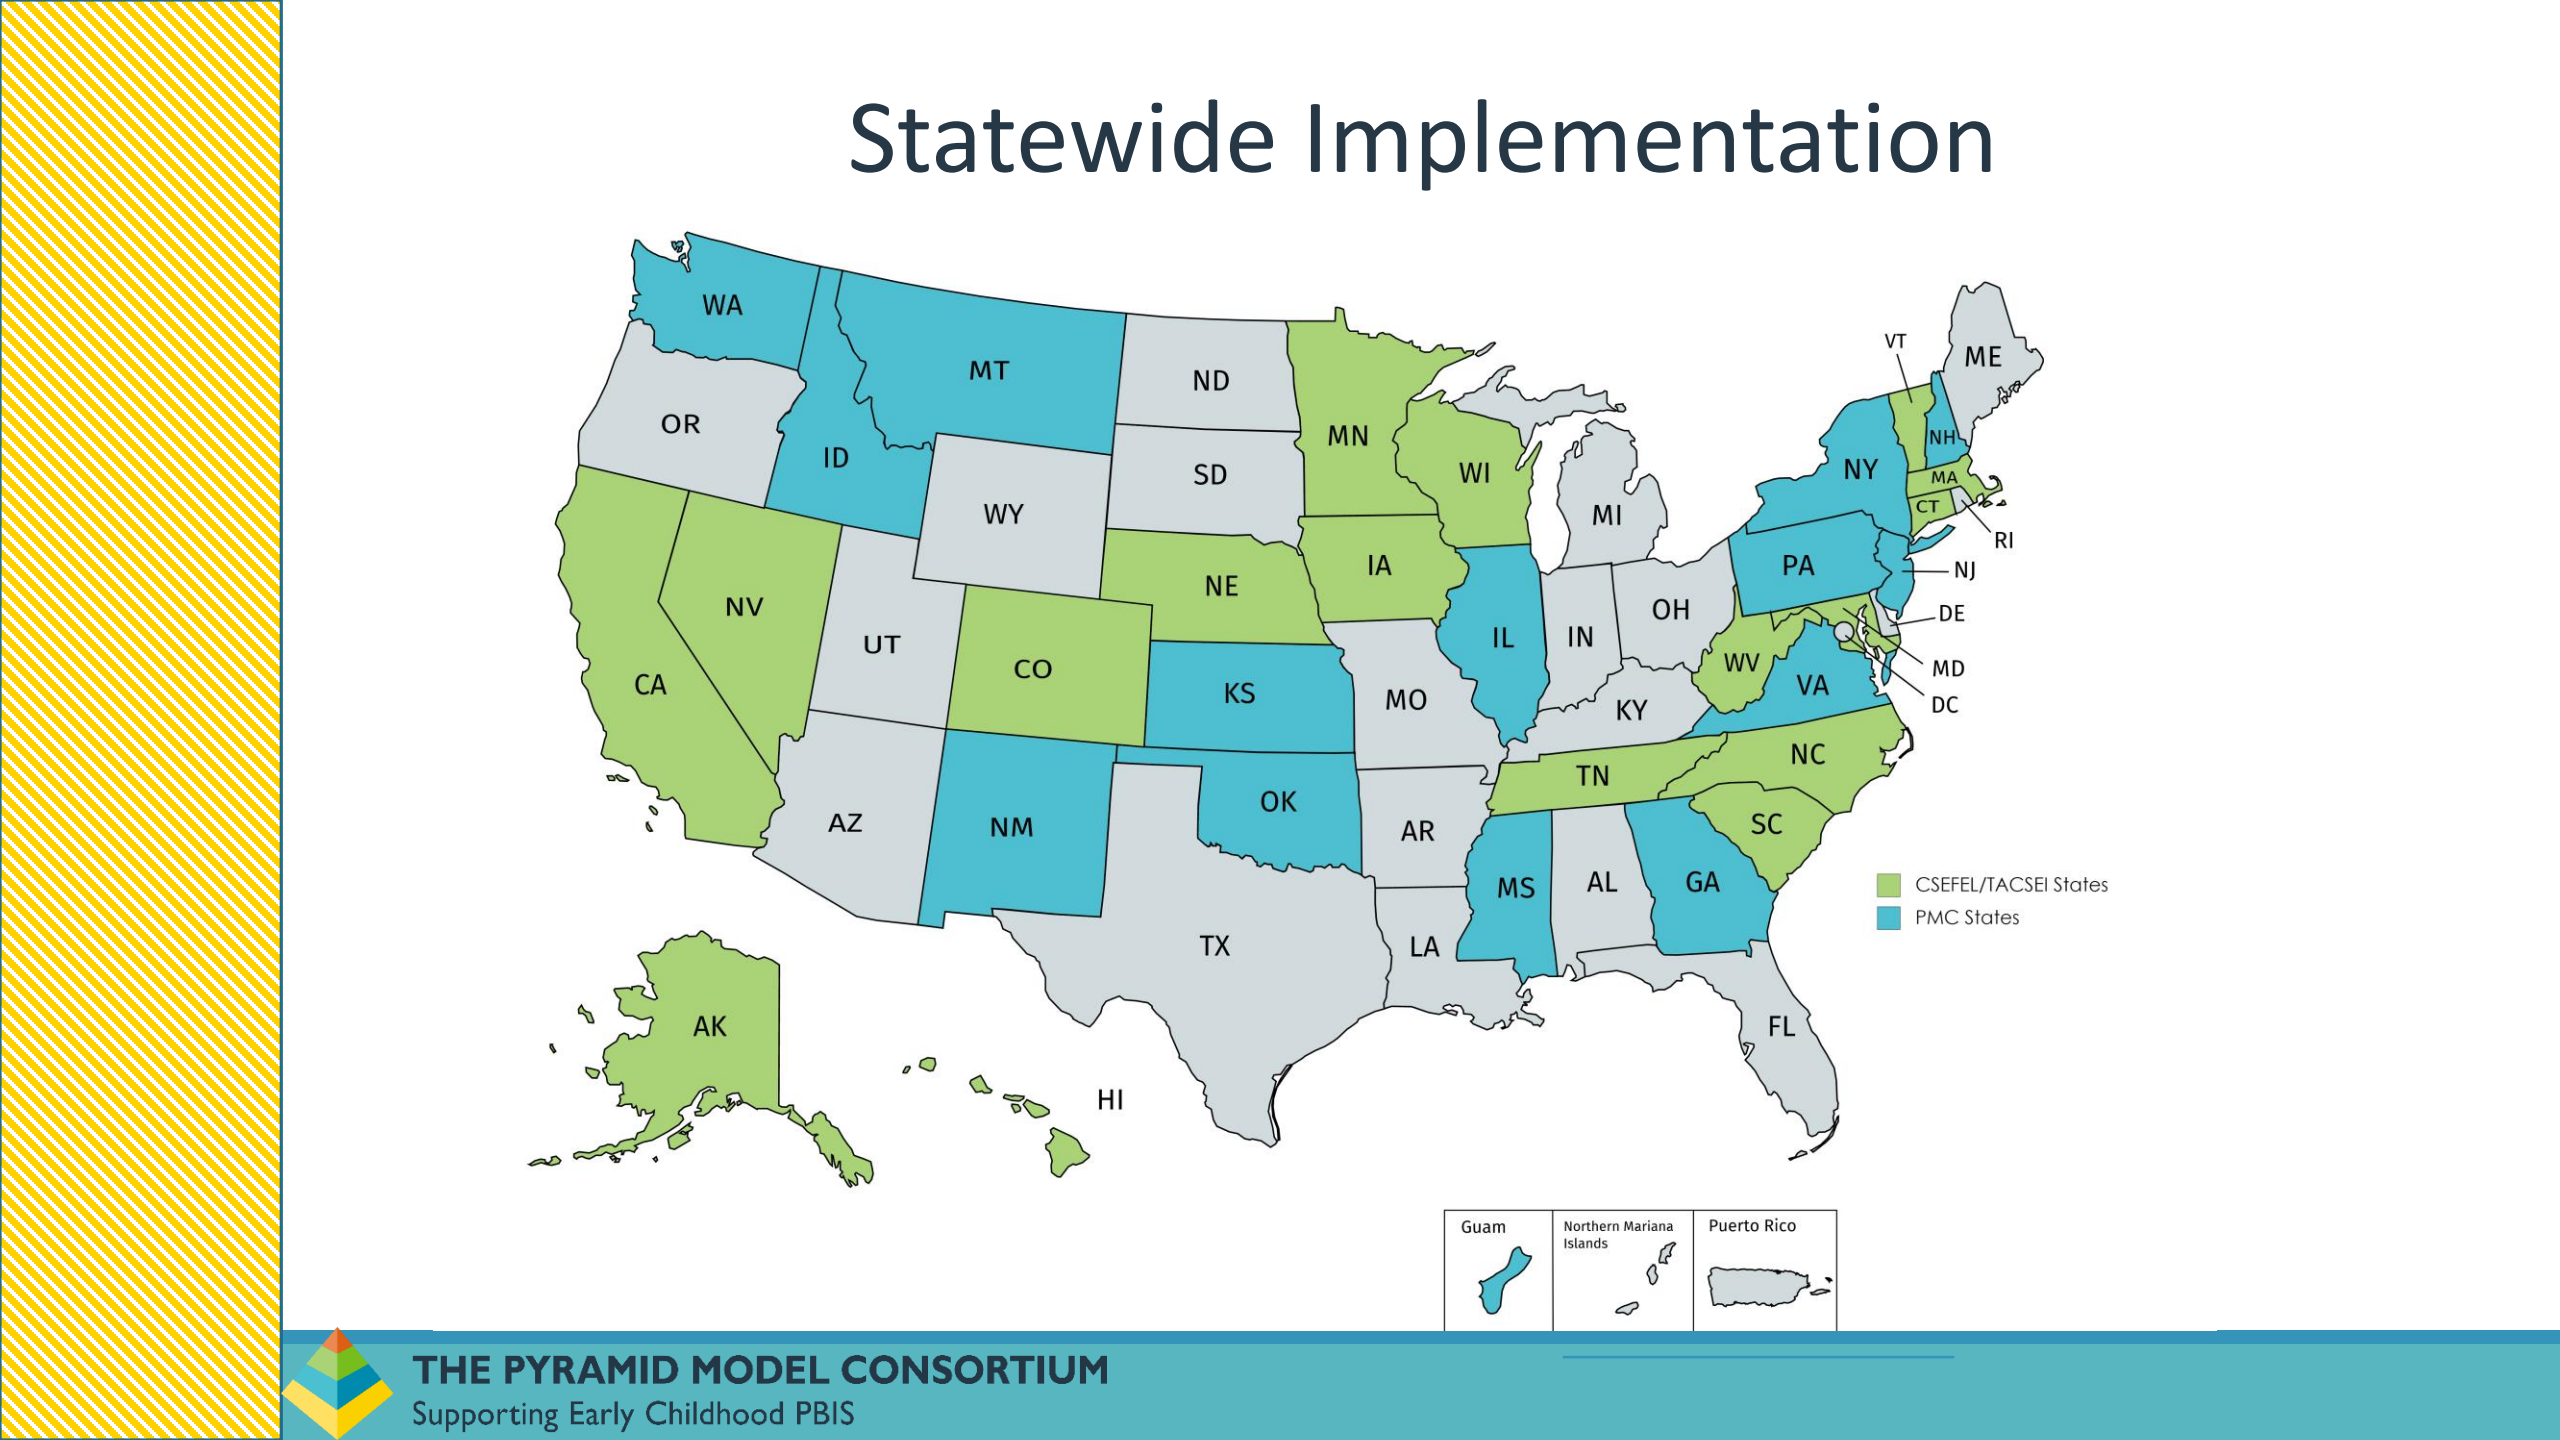 Statewide Implementation
WA
MT
ND
MN
VT
ME
OR
ID
WY
SD
WI
MI
NY
NH
MA
CT
RI
NV
UT
CO
NE
IA
IL
IN
OH
PA
NJ
DE
MD
DC
CA
KS
MO
KY
WV
VA
AZ
NM
OK
AR
TN
NC
SC
TX
LA
MS
AL
GA
FL
AK
HI
CSEFEL/TACSEI States
PMC States
Guam
Northern Mariana
Islands
Puerto Rico
THE PYRAMID MODEL CONSORTIUM
Supporting Early Childhood PBIS